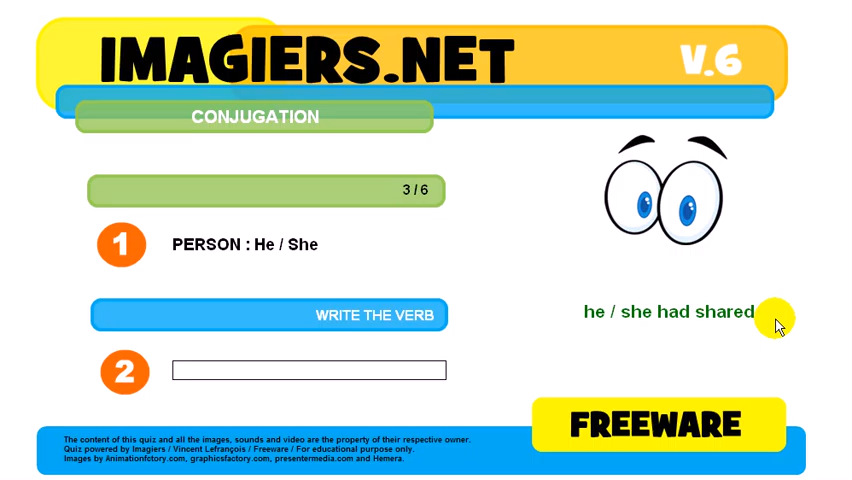 IMAGIERS.NET
V.6
CONJUGATION
3 / 6
1
PERSON : He / She
he / she had shared
WRITE THE VERB
2
FREEWARE
The content of this quiz and all the images, sounds and video are the property of their respective owner.
Quiz powered by Imagiers / Vincent Lefrançois / Freeware / For educational purpose only.
Images by Animationfctory.com, graphicsfactory.com, presentermedia.com and Hemera.